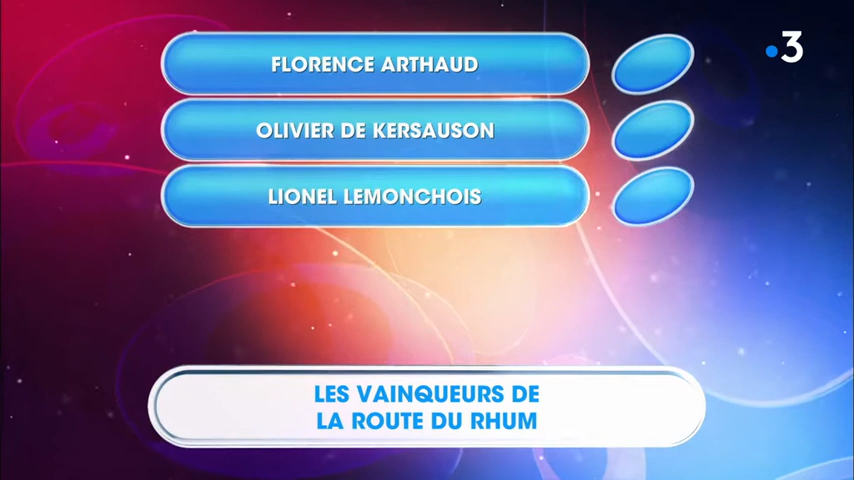 FLORENCE ARTHAUD
OLIVIER DE KERSAUSON
LIONEL LEMONCHOIS
LES VAINQUEURS DE
LA ROUTE DU RHUM
3